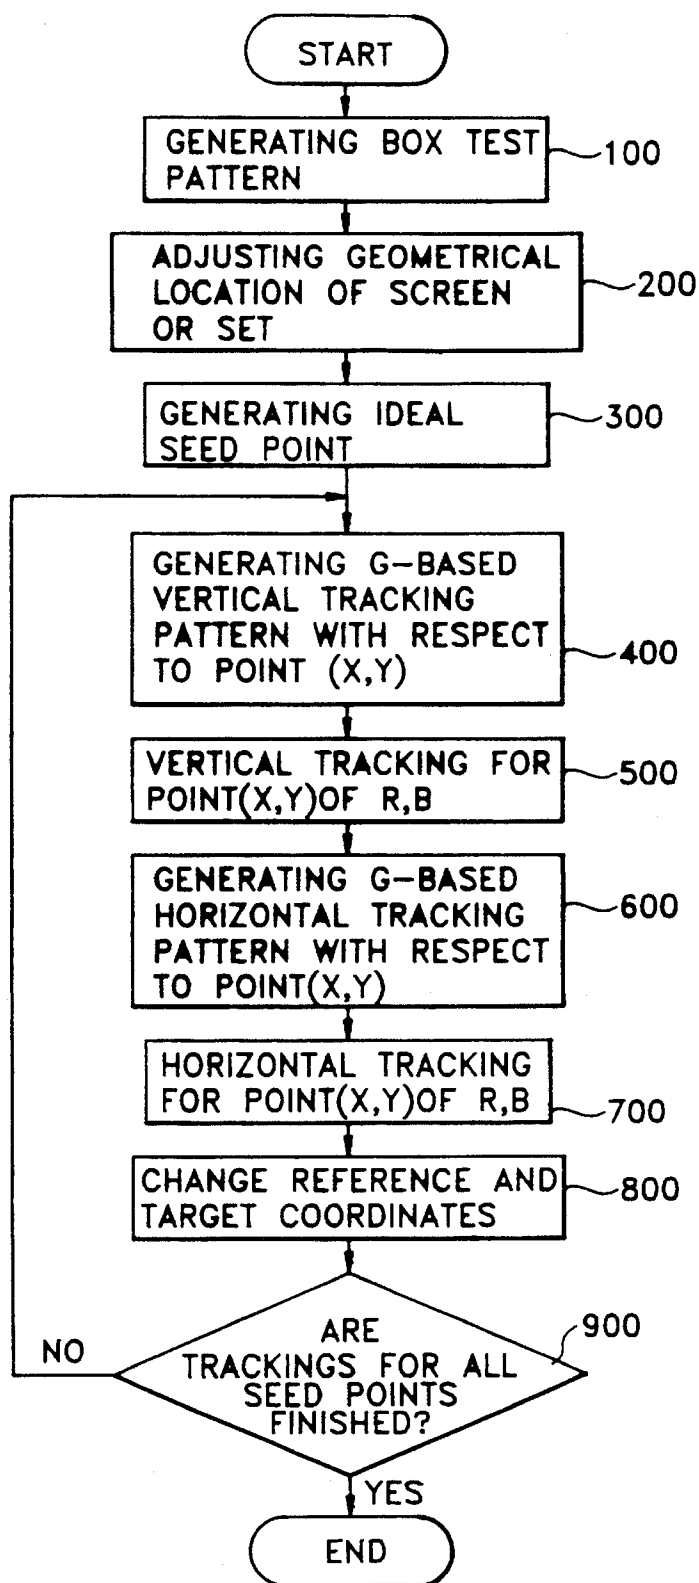 START
GENERATING BOX TEST
PATTERN
100
ADJUSTING GEOMETRICAL
LOCATION OF SCREEN
OR SET
200
GENERATING IDEAL
SEED POINT
300
GENERATING G-BASED
VERTICAL TRACKING
PATTERN WITH RESPECT
TO POINT (X,Y)
400
VERTICAL TRACKING FOR
POINT(X,Y)OF R,B
500
GENERATING G-BASED
HORIZONTAL TRACKING
PATTERN WITH RESPECT
TO POINT(X,Y)
600
HORIZONTAL TRACKING
FOR POINT(X,Y)OF R,B
700
CHANGE REFERENCE AND
TARGET COORDINATES
800
ARE
TRACKINGS FOR ALL
SEED POINTS
FINISHED?
900
NO
YES
END